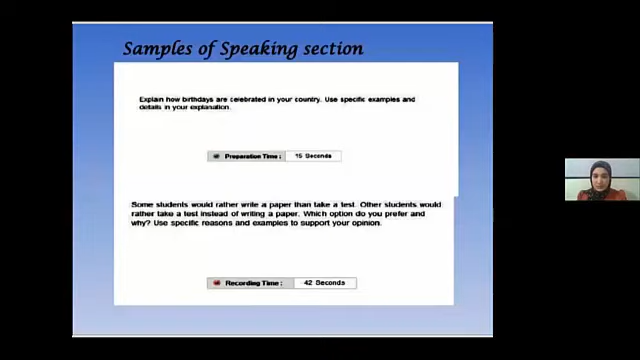 Samples of Speaking section
Explain how birthdays are celebrated in your country. Use specific examples and
details in your explanation.
Preparation Time : 15 Seconds
Some students would rather write a paper than take a test. Other students would
rather take a test instead of writing a paper. Which option do you prefer and
why? Use specific reasons and examples to support your opinion.
Recording Time : 42 Seconds